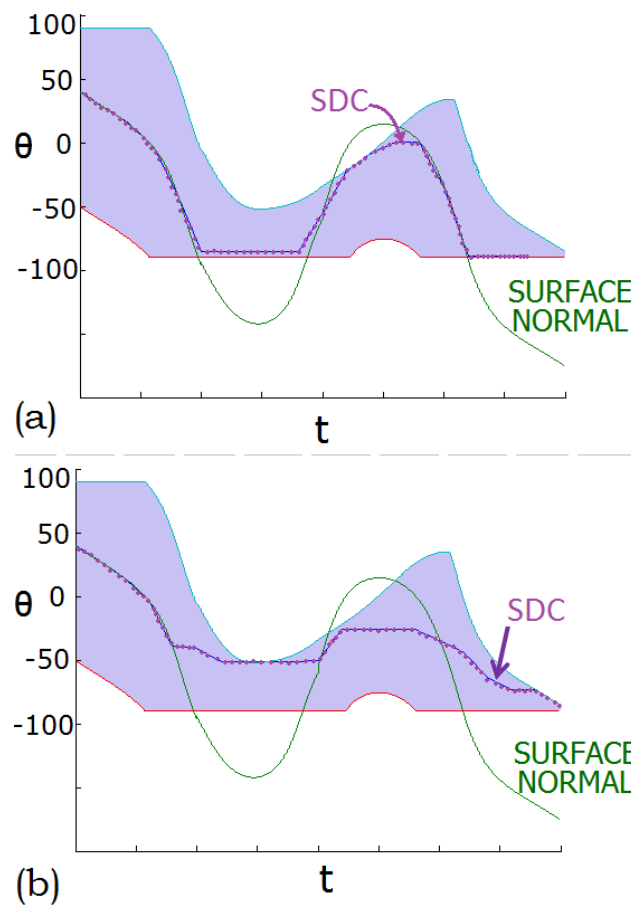 100
50
θ
0
-50
-100
SDC
SURFACE
NORMAL
(a)
t
100
50
θ
0
-50
-100
SDC
SURFACE
NORMAL
(b)
t